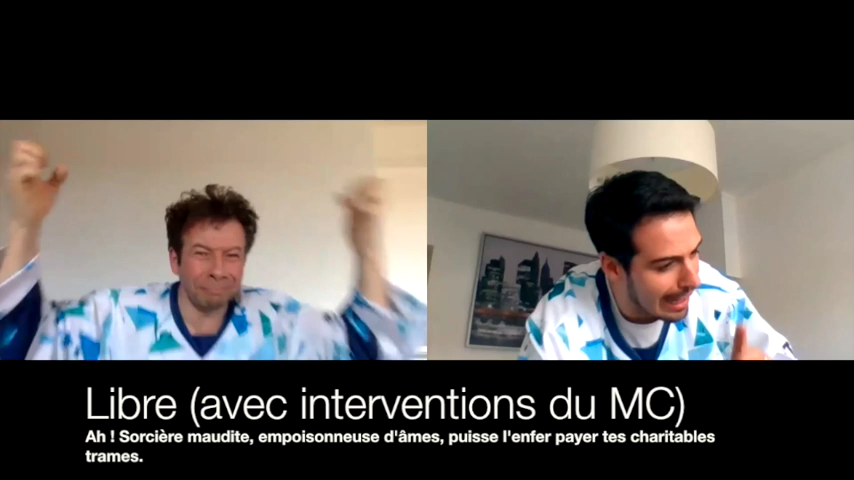 Libre (avec interventions du MC)
Ah ! Sorcière maudite, empoisonneuse d'âmes, puisse l'enfer payer tes charitables
trames.